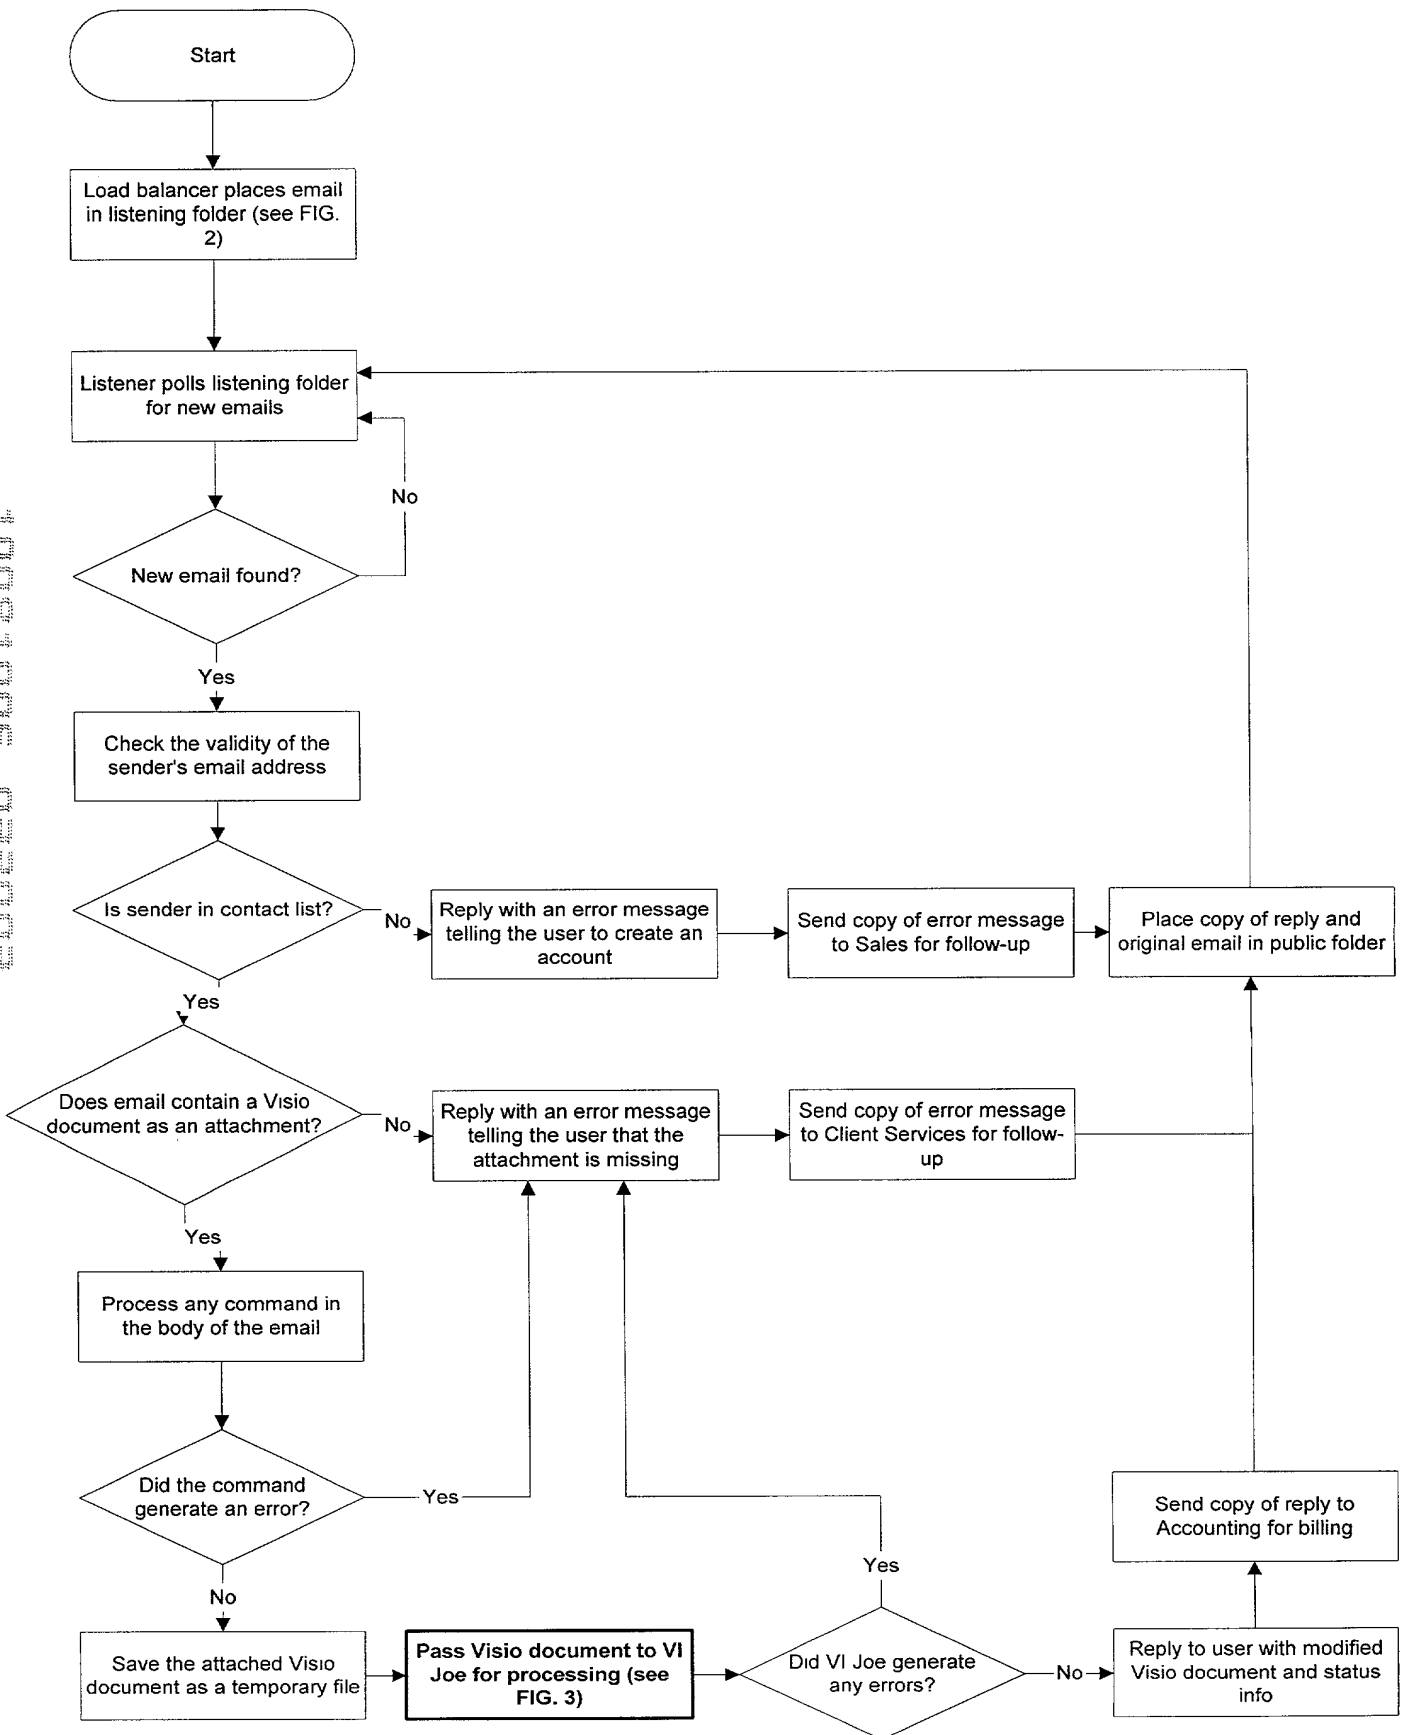 Start
Load balancer places email
in listening folder (see FIG.
2)
Listener polls listening folder
for new emails
No
New email found?
Yes
Check the validity of the
sender's email address
Is sender in contact list?
No
Reply with an error message
telling the user to create an
account
Send copy of error message
to Sales for follow-up
Place copy of reply and
original email in public folder
Yes
Does email contain a Visio
document as an attachment?
No
Reply with an error message
telling the user that the
attachment is missing
Send copy of error message
to Client Services for follow-
up
Yes
Process any command in
the body of the email
Did the command
generate an error?
Yes
Send copy of reply to
Accounting for billing
Yes
No
Save the attached Visio
document as a temporary file
Pass Visio document to VI
Joe for processing (see
FIG. 3)
Did VI Joe generate
any errors?
No
Reply to user with modified
Visio document and status
info